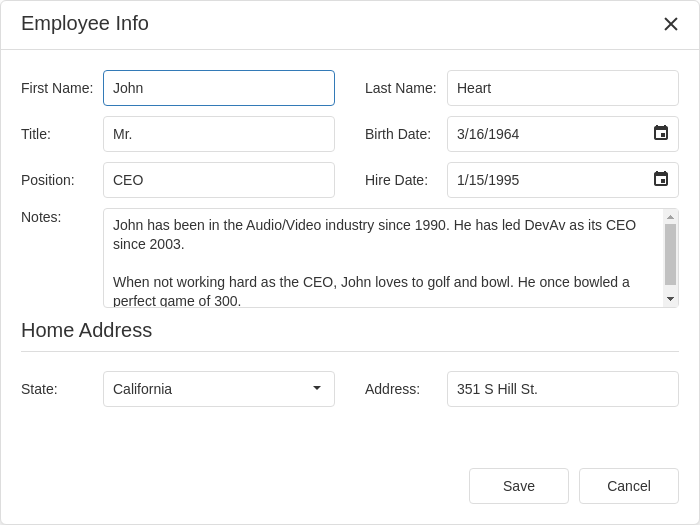 Employee Info
First Name: John Last Name: Heart
Title: Mr. Birth Date: 3/16/1964
Position: CEO Hire Date: 1/15/1995
Notes: John has been in the Audio/Video industry since 1990. He has led DevAv as its CEO
since 2003.
When not working hard as the CEO, John loves to golf and bowl. He once bowled a
perfect game of 300.
Home Address
State: California Address: 351 S Hill St.
Save Cancel